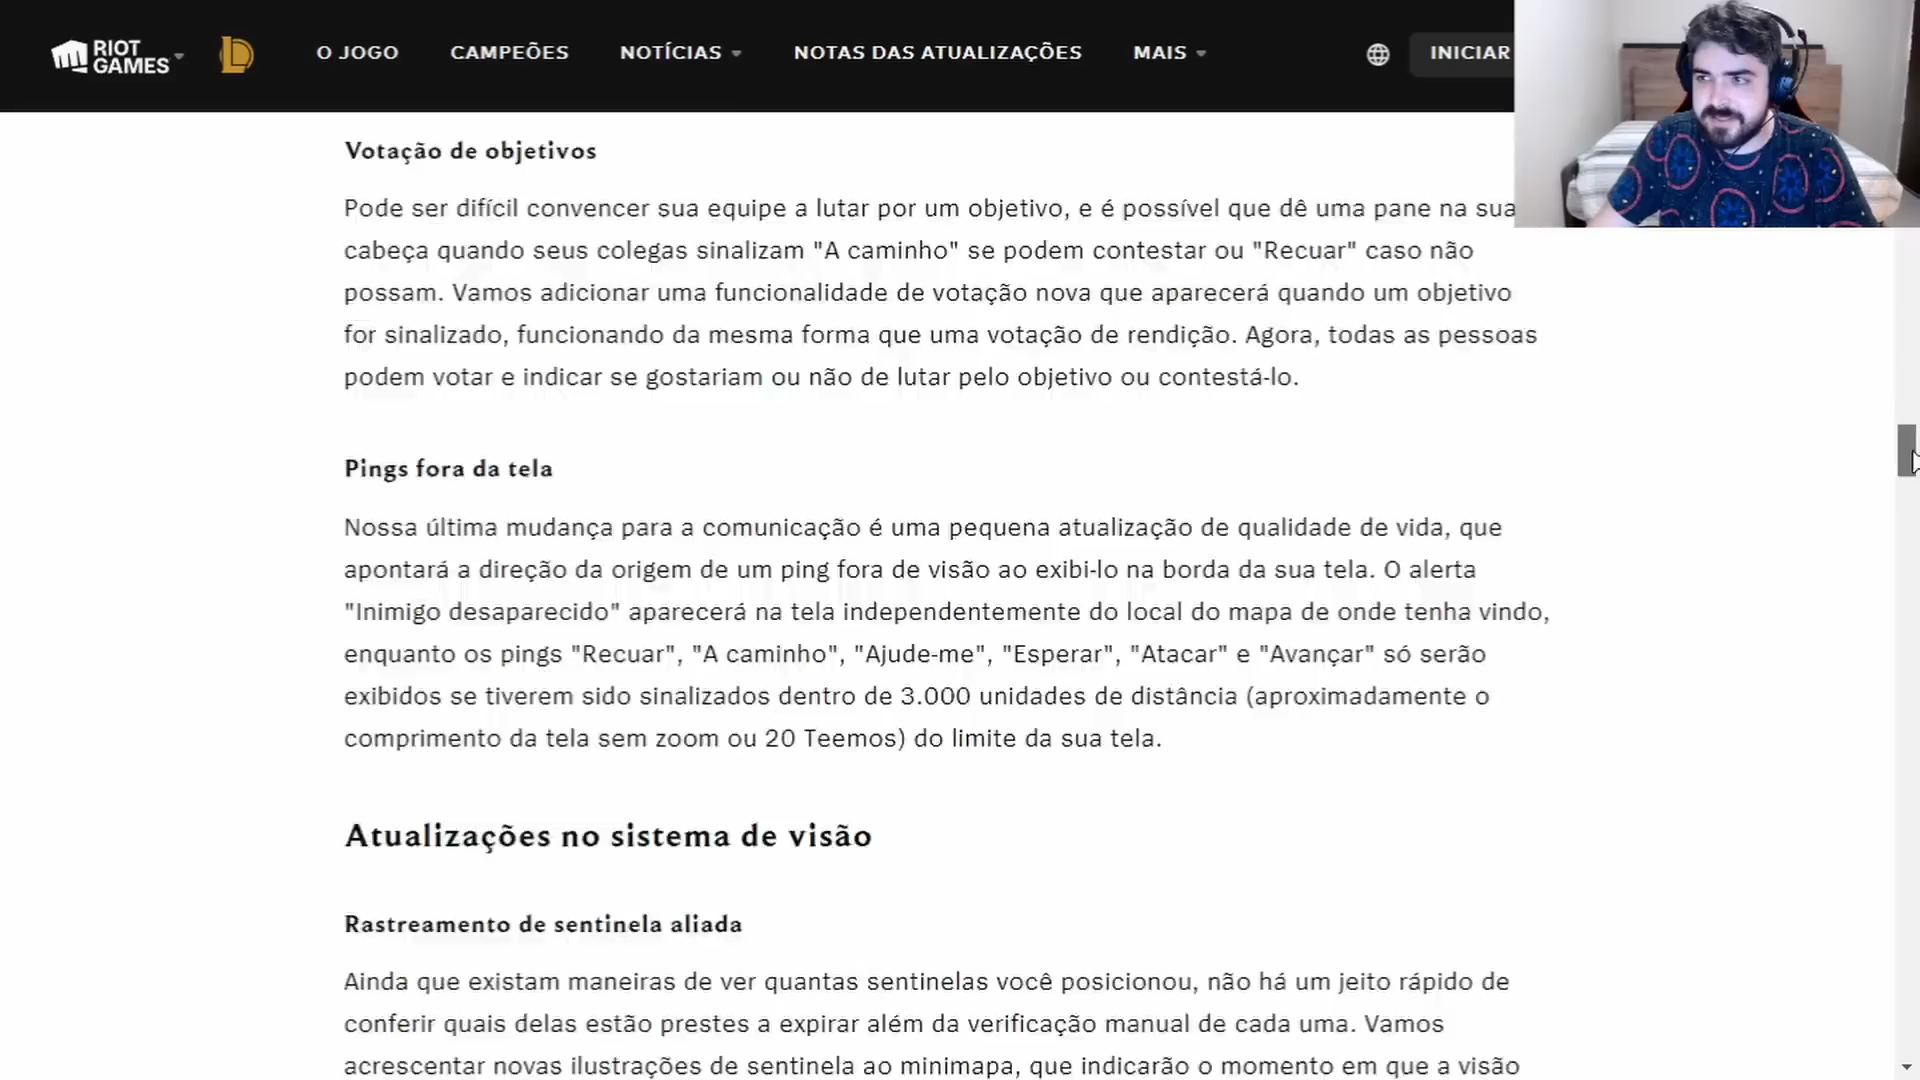 RIOT GAMES
O JOGO
CAMPEÕES
NOTÍCIAS
NOTAS DAS ATUALIZAÇÕES
MAIS
INICIAR
Votação de objetivos
Pode ser difícil convencer sua equipe a lutar por um objetivo, e é possível que dê uma pane na sua
cabeça quando seus colegas sinalizam "A caminho" se podem contestar ou "Recuar" caso não
possam. Vamos adicionar uma funcionalidade de votação nova que aparecerá quando um objetivo
for sinalizado, funcionando da mesma forma que uma votação de rendição. Agora, todas as pessoas
podem votar e indicar se gostariam ou não de lutar pelo objetivo ou contestá-lo.
Pings fora da tela
Nossa última mudança para a comunicação é uma pequena atualização de qualidade de vida, que
apontará a direção da origem de um ping fora de visão ao exibi-lo na borda da sua tela. O alerta
"Inimigo desaparecido" aparecerá na tela independentemente do local do mapa de onde tenha vindo,
enquanto os pings "Recuar", "A caminho", "Ajude-me", "Esperar", "Atacar" e "Avançar" só serão
exibidos se tiverem sido sinalizados dentro de 3.000 unidades de distância (aproximadamente o
comprimento da tela sem zoom ou 20 Teemos) do limite da sua tela.
Atualizações no sistema de visão
Rastreamento de sentinela aliada
Ainda que existam maneiras de ver quantas sentinelas você posicionou, não há um jeito rápido de
conferir quais delas estão prestes a expirar além da verificação manual de cada uma. Vamos
acrescentar novas ilustrações de sentinela ao minimapa, que indicarão o momento em que a visão